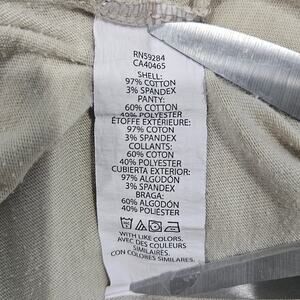 RN59284
CA40465
SHELL:
97% COTTON
3% SPANDEX
PANTY:
60% COTTON
40% POLYESTER
ÉTOFFE EXTÉRIEURE:
97% COTON
3% SPANDEX
COLLANTS:
60% COTON
40% POLYESTER
CUBIERTA EXTERIOR:
97% ALGODÓN
3% SPANDEX
BRAGA:
60% ALGODÓN
40% POLIÉSTER
WITH LIKE COLORS.
AVEC DES COULEURS
SIMILAIRES.
CON COLORES SIMILARES.